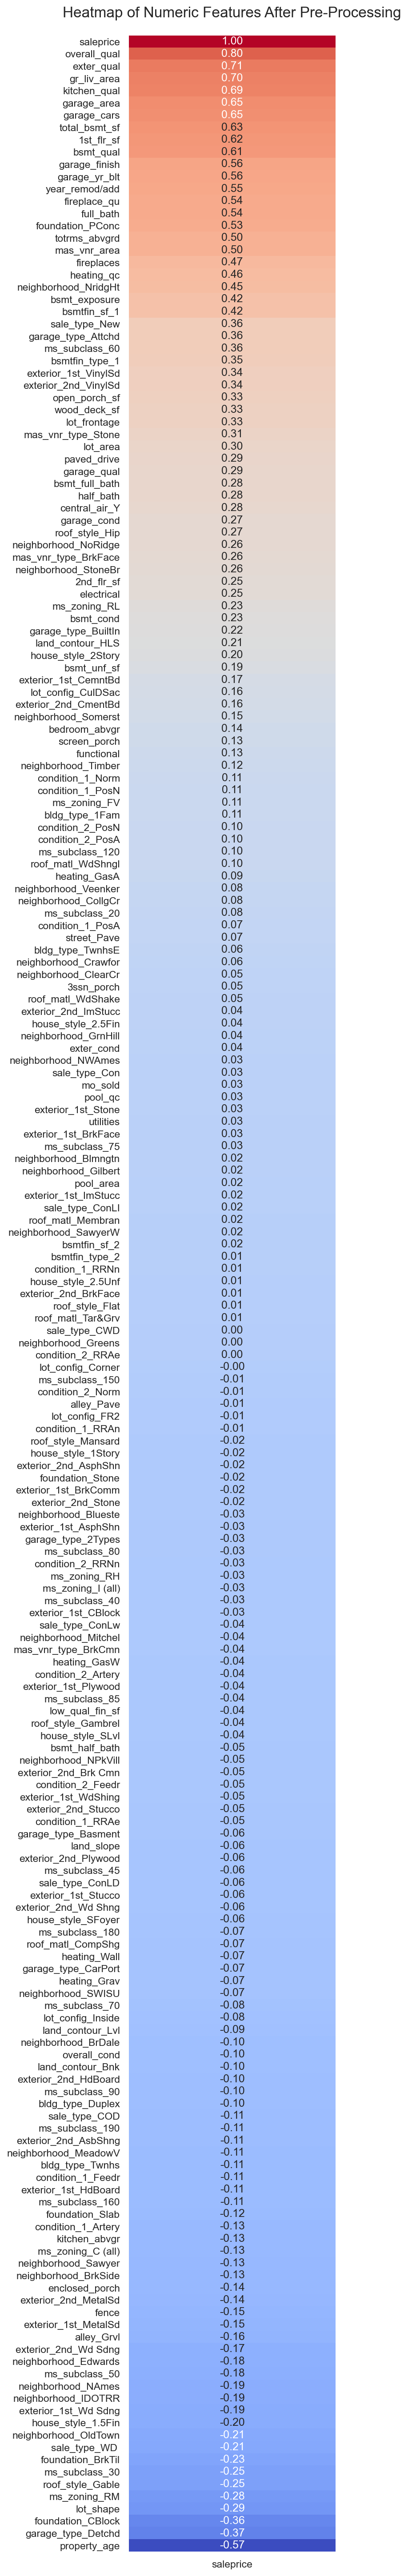 Heatmap of Numeric Features After Pre-Processing
saleprice 1.00
overall_qual 0.80
exter_qual 0.71
gr_liv_area 0.70
kitchen_qual 0.69
garage_area 0.65
garage_cars 0.65
total_bsmt_sf 0.63
1st_flr_sf 0.62
bsmt_qual 0.61
garage_finish 0.56
garage_yr_blt 0.56
year_remod/add 0.55
fireplace_qu 0.54
full_bath 0.54
foundation_PConc 0.53
totrms_abvgrd 0.50
mas_vnr_area 0.50
fireplaces 0.47
heating_qc 0.46
neighborhood_NridgHt 0.45
bsmt_exposure 0.42
bsmtfin_sf_1 0.42
sale_type_New 0.36
garage_type_Attchd 0.36
ms_subclass_60 0.36
bsmtfin_type_1 0.35
exterior_1st_VinylSd 0.34
exterior_2nd_VinylSd 0.34
open_porch_sf 0.33
wood_deck_sf 0.33
lot_frontage 0.33
mas_vnr_type_Stone 0.31
lot_area 0.30
paved_drive 0.29
garage_qual 0.29
bsmt_full_bath 0.28
half_bath 0.28
central_air_Y 0.28
garage_cond 0.27
roof_style_Hip 0.27
neighborhood_NoRidge 0.26
mas_vnr_type_BrkFace 0.26
neighborhood_StoneBr 0.26
2nd_flr_sf 0.25
electrical 0.25
ms_zoning_RL 0.23
bsmt_cond 0.23
garage_type_BuiltIn 0.22
land_contour_HLS 0.21
house_style_2Story 0.20
bsmt_unf_sf 0.19
exterior_1st_CemntBd 0.17
lot_config_CulDSac 0.16
exterior_2nd_CmentBd 0.16
neighborhood_Somerst 0.15
bedroom_abvgr 0.14
screen_porch 0.13
functional 0.13
neighborhood_Timber 0.12
condition_1_Norm 0.11
condition_1_PosN 0.11
ms_zoning_FV 0.11
bldg_type_1Fam 0.11
condition_2_PosN 0.10
condition_2_PosA 0.10
ms_subclass_120 0.10
roof_matl_WdShngl 0.10
heating_GasA 0.09
neighborhood_Veenker 0.08
neighborhood_CollgCr 0.08
ms_subclass_20 0.08
condition_1_PosA 0.07
street_Pave 0.07
bldg_type_TwnhsE 0.06
neighborhood_Crawfor 0.06
neighborhood_ClearCr 0.05
3ssn_porch 0.05
roof_matl_WdShake 0.05
exterior_2nd_ImStucc 0.04
house_style_2.5Fin 0.04
neighborhood_GrnHill 0.04
exter_cond 0.04
neighborhood_NWAmes 0.03
sale_type_Con 0.03
mo_sold 0.03
pool_qc 0.03
exterior_1st_Stone 0.03
utilities 0.03
exterior_1st_BrkFace 0.03
ms_subclass_75 0.03
neighborhood_Blmngtn 0.02
neighborhood_Gilbert 0.02
pool_area 0.02
exterior_1st_ImStucc 0.02
sale_type_ConLI 0.02
roof_matl_Membran 0.02
neighborhood_SawyerW 0.02
bsmtfin_sf_2 0.02
bsmtfin_type_2 0.01
condition_1_RRNn 0.01
house_style_2.5Unf 0.01
exterior_2nd_BrkFace 0.01
roof_style_Flat 0.01
roof_matl_Tar&Grv 0.01
sale_type_CWD 0.00
neighborhood_Greens 0.00
condition_2_RRAe 0.00
lot_config_Corner -0.00
ms_subclass_150 -0.01
condition_2_Norm -0.01
alley_Pave -0.01
lot_config_FR2 -0.01
condition_1_RRAn -0.01
roof_style_Mansard -0.02
house_style_1Story -0.02
exterior_2nd_AsphShn -0.02
foundation_Stone -0.02
exterior_1st_BrkComm -0.02
exterior_2nd_Stone -0.02
neighborhood_Blueste -0.03
exterior_1st_AsphShn -0.03
garage_type_2Types -0.03
ms_subclass_80 -0.03
condition_2_RRNn -0.03
ms_zoning_RH -0.03
ms_zoning_I (all) -0.03
ms_subclass_40 -0.03
exterior_1st_CBlock -0.03
sale_type_ConLw -0.04
neighborhood_Mitchel -0.04
mas_vnr_type_BrkCmn -0.04
heating_GasW -0.04
condition_2_Artery -0.04
exterior_1st_Plywood -0.04
ms_subclass_85 -0.04
low_qual_fin_sf -0.04
roof_style_Gambrel -0.04
house_style_SLvl -0.04
bsmt_half_bath -0.05
neighborhood_NPkVill -0.05
exterior_2nd_Brk Cmn -0.05
condition_2_Feedr -0.05
exterior_1st_WdShing -0.05
exterior_2nd_Stucco -0.05
condition_1_RRAe -0.05
garage_type_Basment -0.06
land_slope -0.06
exterior_2nd_Plywood -0.06
ms_subclass_45 -0.06
sale_type_ConLD -0.06
exterior_1st_Stucco -0.06
exterior_2nd_Wd Shng -0.06
house_style_SFoyer -0.06
ms_subclass_180 -0.07
roof_matl_CompShg -0.07
heating_Wall -0.07
garage_type_CarPort -0.07
heating_Grav -0.07
neighborhood_SWISU -0.07
ms_subclass_70 -0.08
lot_config_Inside -0.08
land_contour_Lvl -0.09
neighborhood_BrDale -0.10
overall_cond -0.10
land_contour_Bnk -0.10
exterior_2nd_HdBoard -0.10
ms_subclass_90 -0.10
bldg_type_Duplex -0.10
sale_type_COD -0.11
ms_subclass_190 -0.11
exterior_2nd_AsbShng -0.11
neighborhood_MeadowV -0.11
bldg_type_Twnhs -0.11
condition_1_Feedr -0.11
exterior_1st_HdBoard -0.11
ms_subclass_160 -0.11
foundation_Slab -0.12
condition_1_Artery -0.13
kitchen_abvgr -0.13
ms_zoning_C (all) -0.13
neighborhood_Sawyer -0.13
neighborhood_BrkSide -0.13
enclosed_porch -0.14
exterior_2nd_MetalSd -0.14
fence -0.15
exterior_1st_MetalSd -0.15
alley_Grvl -0.16
exterior_2nd_Wd Sdng -0.17
neighborhood_Edwards -0.18
ms_subclass_50 -0.18
neighborhood_NAmes -0.19
neighborhood_IDOTRR -0.19
exterior_1st_Wd Sdng -0.19
house_style_1.5Fin -0.20
neighborhood_OldTown -0.21
sale_type_WD -0.21
foundation_BrkTil -0.23
ms_subclass_30 -0.25
roof_style_Gable -0.25
ms_zoning_RM -0.28
lot_shape -0.29
foundation_CBlock -0.36
garage_type_Detchd -0.37
property_age -0.57
saleprice